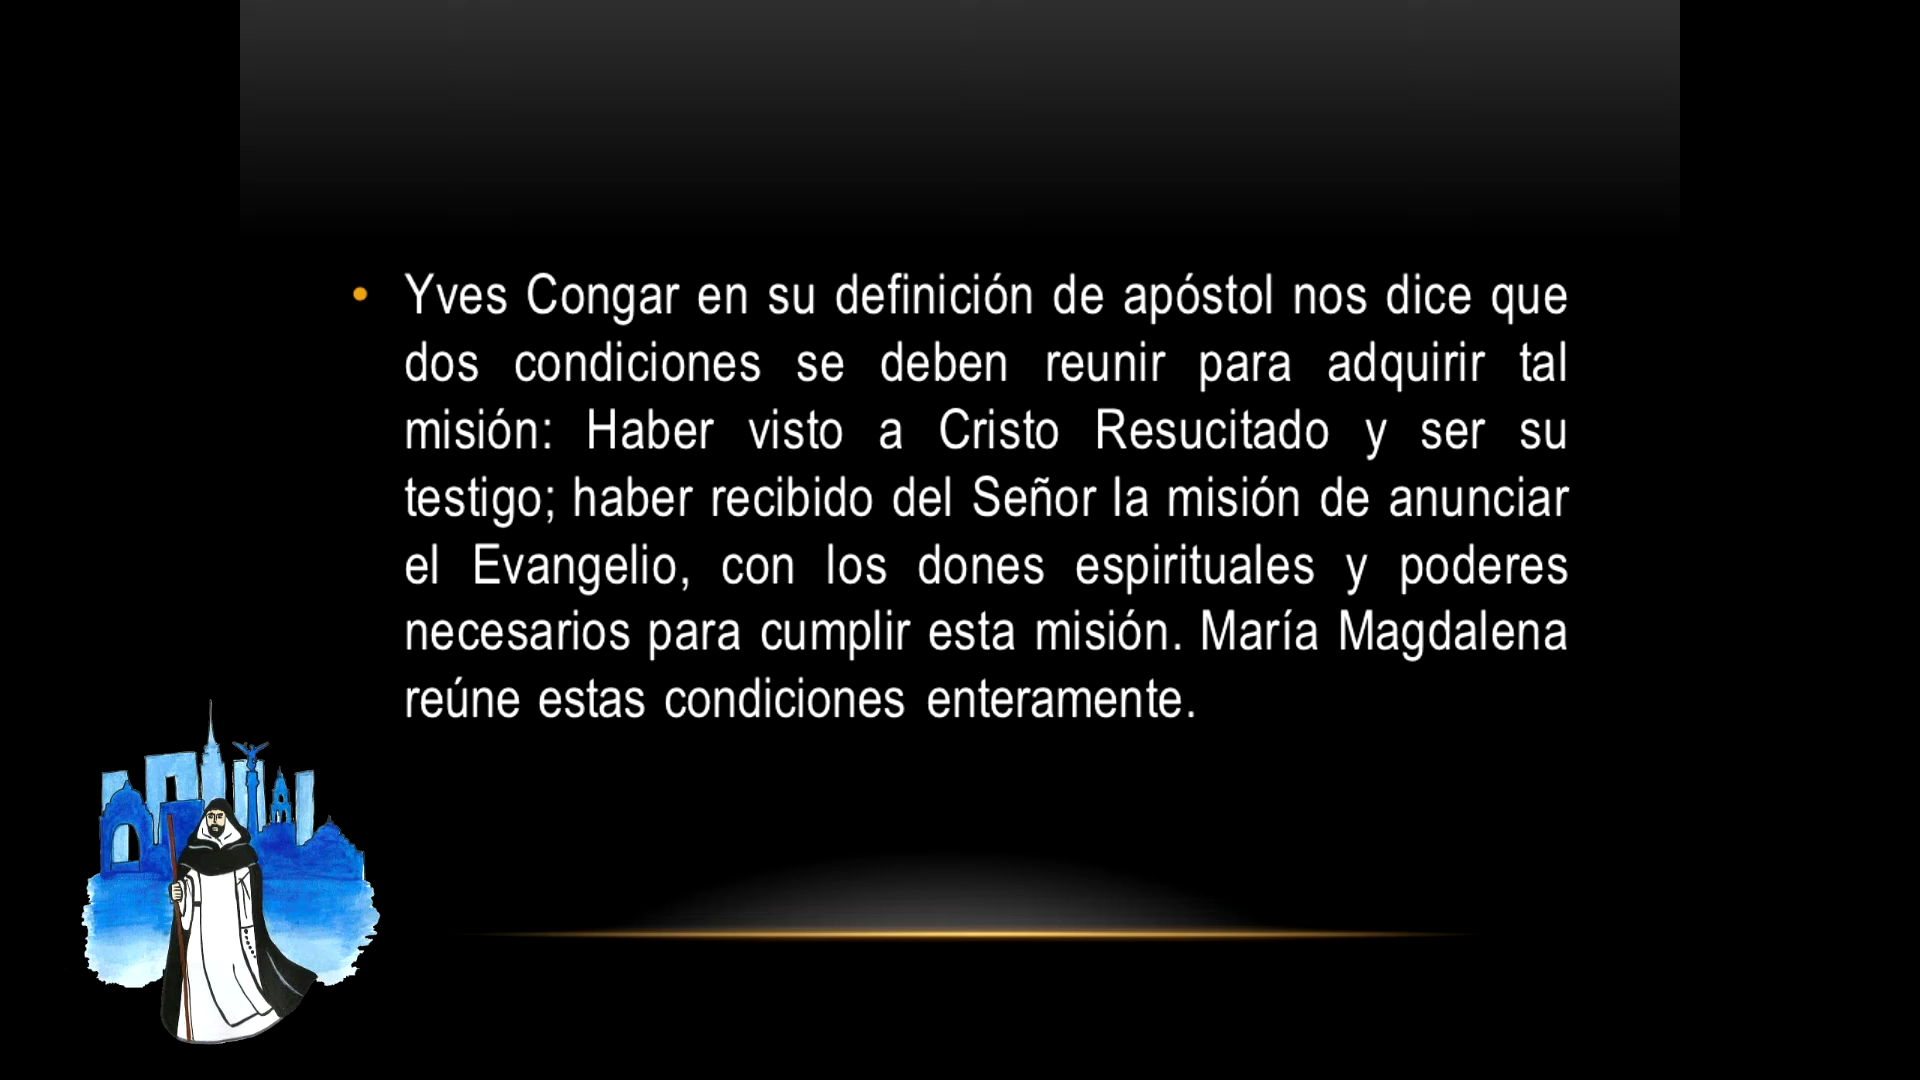 • Yves Congar en su definición de apóstol nos dice que
dos condiciones se deben reunir para adquirir tal
misión: Haber visto a Cristo Resucitado y ser su
testigo; haber recibido del Señor la misión de anunciar
el Evangelio, con los dones espirituales y poderes
necesarios para cumplir esta misión. María Magdalena
reúne estas condiciones enteramente.